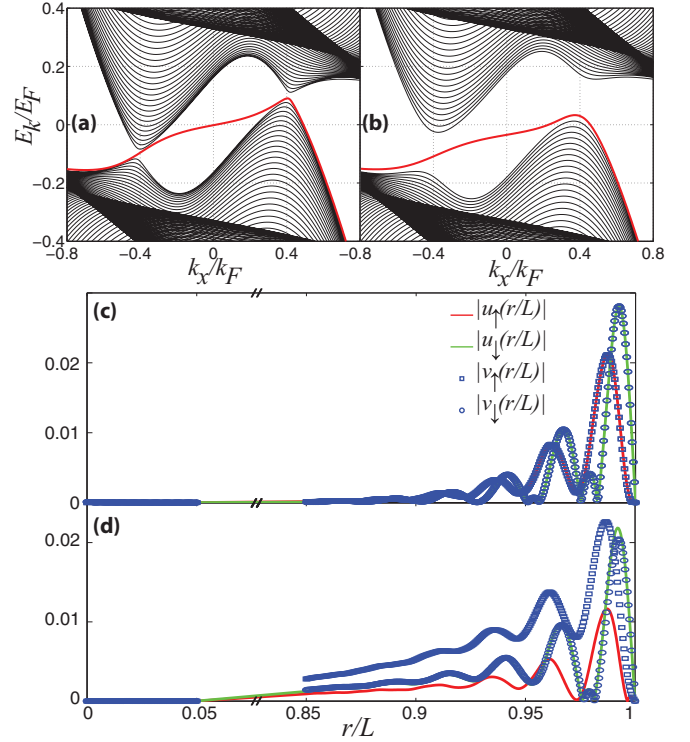 0.4
0.2
0
-0.2
-0.4
E_k/E_F
(a)
(b)
-0.8 -0.4 0 0.4 -0.8 -0.4 0 0.4 0.8
k_x/k_F
k_x/k_F
(c)
|u↑(r/L)|
|u↓(r/L)|
|v↑(r/L)|
|v↓(r/L)|
0.02
0.01
0
(d)
0.02
0.01
0
0 0.05 0.85 0.9 0.95 1
r/L